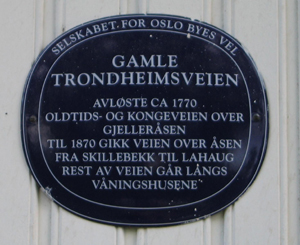 SELSKABET FOR OSLO BYES VEL
GAMLE
TRONDHEIMSVEIEN
AVLØSTE CA 1770
OLDTIDS- OG KONGEVEIEN OVER
GJELLERÅSEN
TIL 1870 GIKK VEIEN OVER ÅSEN
FRA SKILLEBEKK TIL LAHAUG
REST AV VEIEN GÅR LANGS
VÅNINGSHUSENE